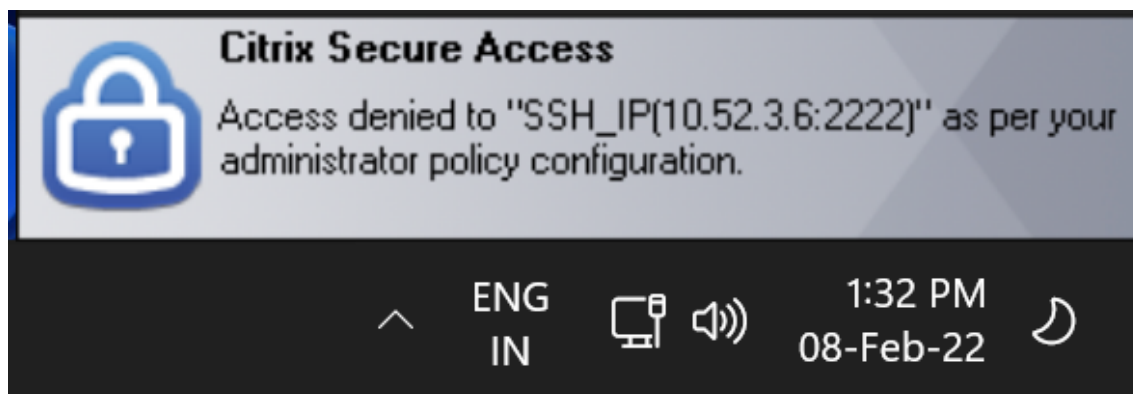 Citrix Secure Access
Access denied to "SSH_IP(10.52.3.6:2222)" as per your
administrator policy configuration.
ENG 1:32 PM
IN 08-Feb-22